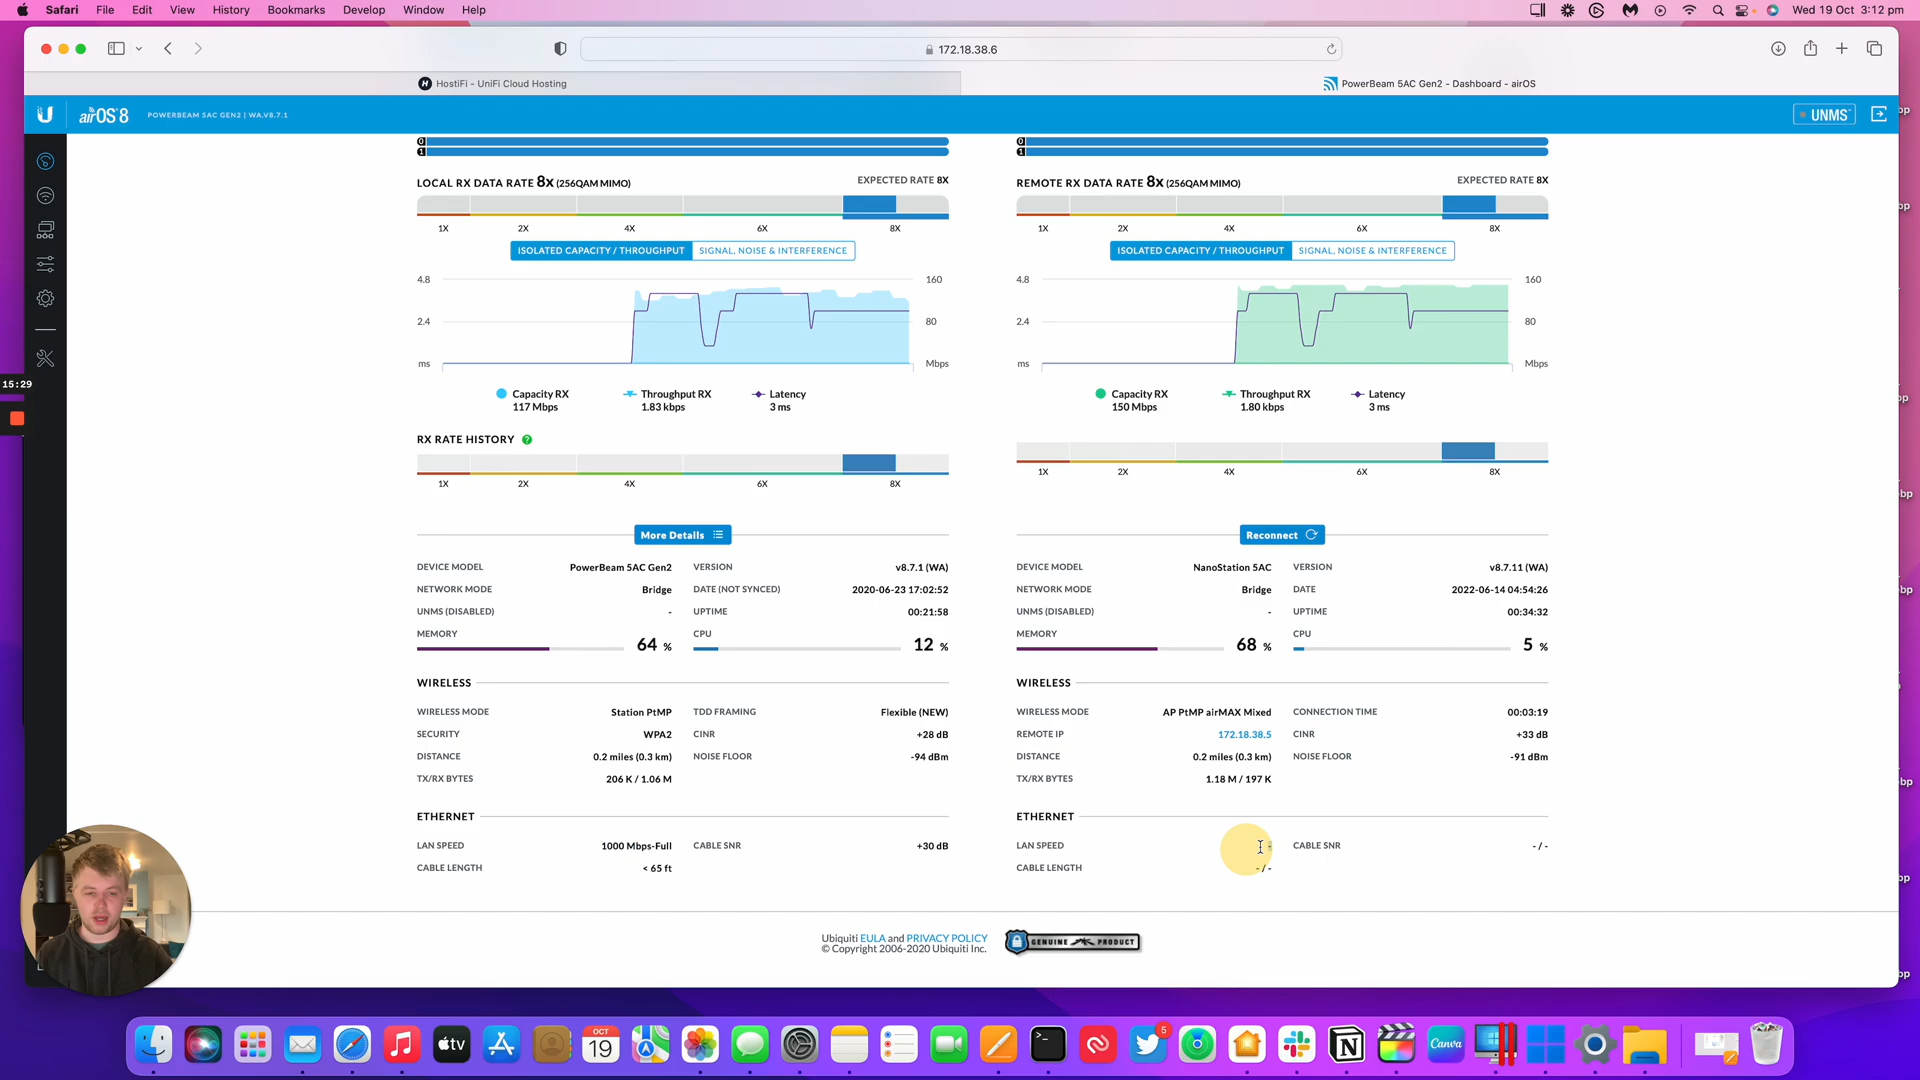 Safari File Edit View History Bookmarks Develop Window Help
Wed 19 Oct 3:12 pm
172.18.38.6
HostiFi - UniFi Cloud Hosting
PowerBeam 5AC Gen2 - Dashboard - airOS
airOS 8 POWERBEAM 5AC GEN2 | WA.V8.7.1
UNMS
0
1
0
1
LOCAL RX DATA RATE 8x (256QAM MIMO) EXPECTED RATE 8X
REMOTE RX DATA RATE 8x (256QAM MIMO) EXPECTED RATE 8X
1X 2X 4X 6X 8X
1X 2X 4X 6X 8X
ISOLATED CAPACITY / THROUGHPUT SIGNAL, NOISE & INTERFERENCE
ISOLATED CAPACITY / THROUGHPUT SIGNAL, NOISE & INTERFERENCE
4.8 160
4.8 160
2.4 80
2.4 80
ms Mbps
ms Mbps
15:29
Capacity RX Throughput RX Latency
117 Mbps 1.83 kbps 3 ms
Capacity RX Throughput RX Latency
150 Mbps 1.80 kbps 3 ms
RX RATE HISTORY ?
1X 2X 4X 6X 8X
1X 2X 4X 6X 8X
More Details
Reconnect
DEVICE MODEL PowerBeam 5AC Gen2 VERSION v8.7.1 (WA)
NETWORK MODE Bridge DATE (NOT SYNCED) 2020-06-23 17:02:52
UNMS (DISABLED) - UPTIME 00:21:58
MEMORY 64 % CPU 12 %
DEVICE MODEL NanoStation 5AC VERSION v8.7.11 (WA)
NETWORK MODE Bridge DATE 2022-06-14 04:54:26
UNMS (DISABLED) - UPTIME 00:34:32
MEMORY 68 % CPU 5 %
WIRELESS
WIRELESS MODE Station PtMP TDD FRAMING Flexible (NEW)
SECURITY WPA2 CINR +28 dB
DISTANCE 0.2 miles (0.3 km) NOISE FLOOR -94 dBm
TX/RX BYTES 206 K / 1.06 M
WIRELESS
WIRELESS MODE AP PtMP airMAX Mixed CONNECTION TIME 00:03:19
REMOTE IP 172.18.38.5 CINR +33 dB
DISTANCE 0.2 miles (0.3 km) NOISE FLOOR -91 dBm
TX/RX BYTES 1.18 M / 197 K
ETHERNET
LAN SPEED 1000 Mbps-Full CABLE SNR +30 dB
CABLE LENGTH < 65 ft
ETHERNET
LAN SPEED - CABLE SNR - / -
CABLE LENGTH - / -
Ubiquiti EULA and PRIVACY POLICY
© Copyright 2006-2020 Ubiquiti Inc.
GENUINE PRODUCT
tv
OCT
19
5
Canva